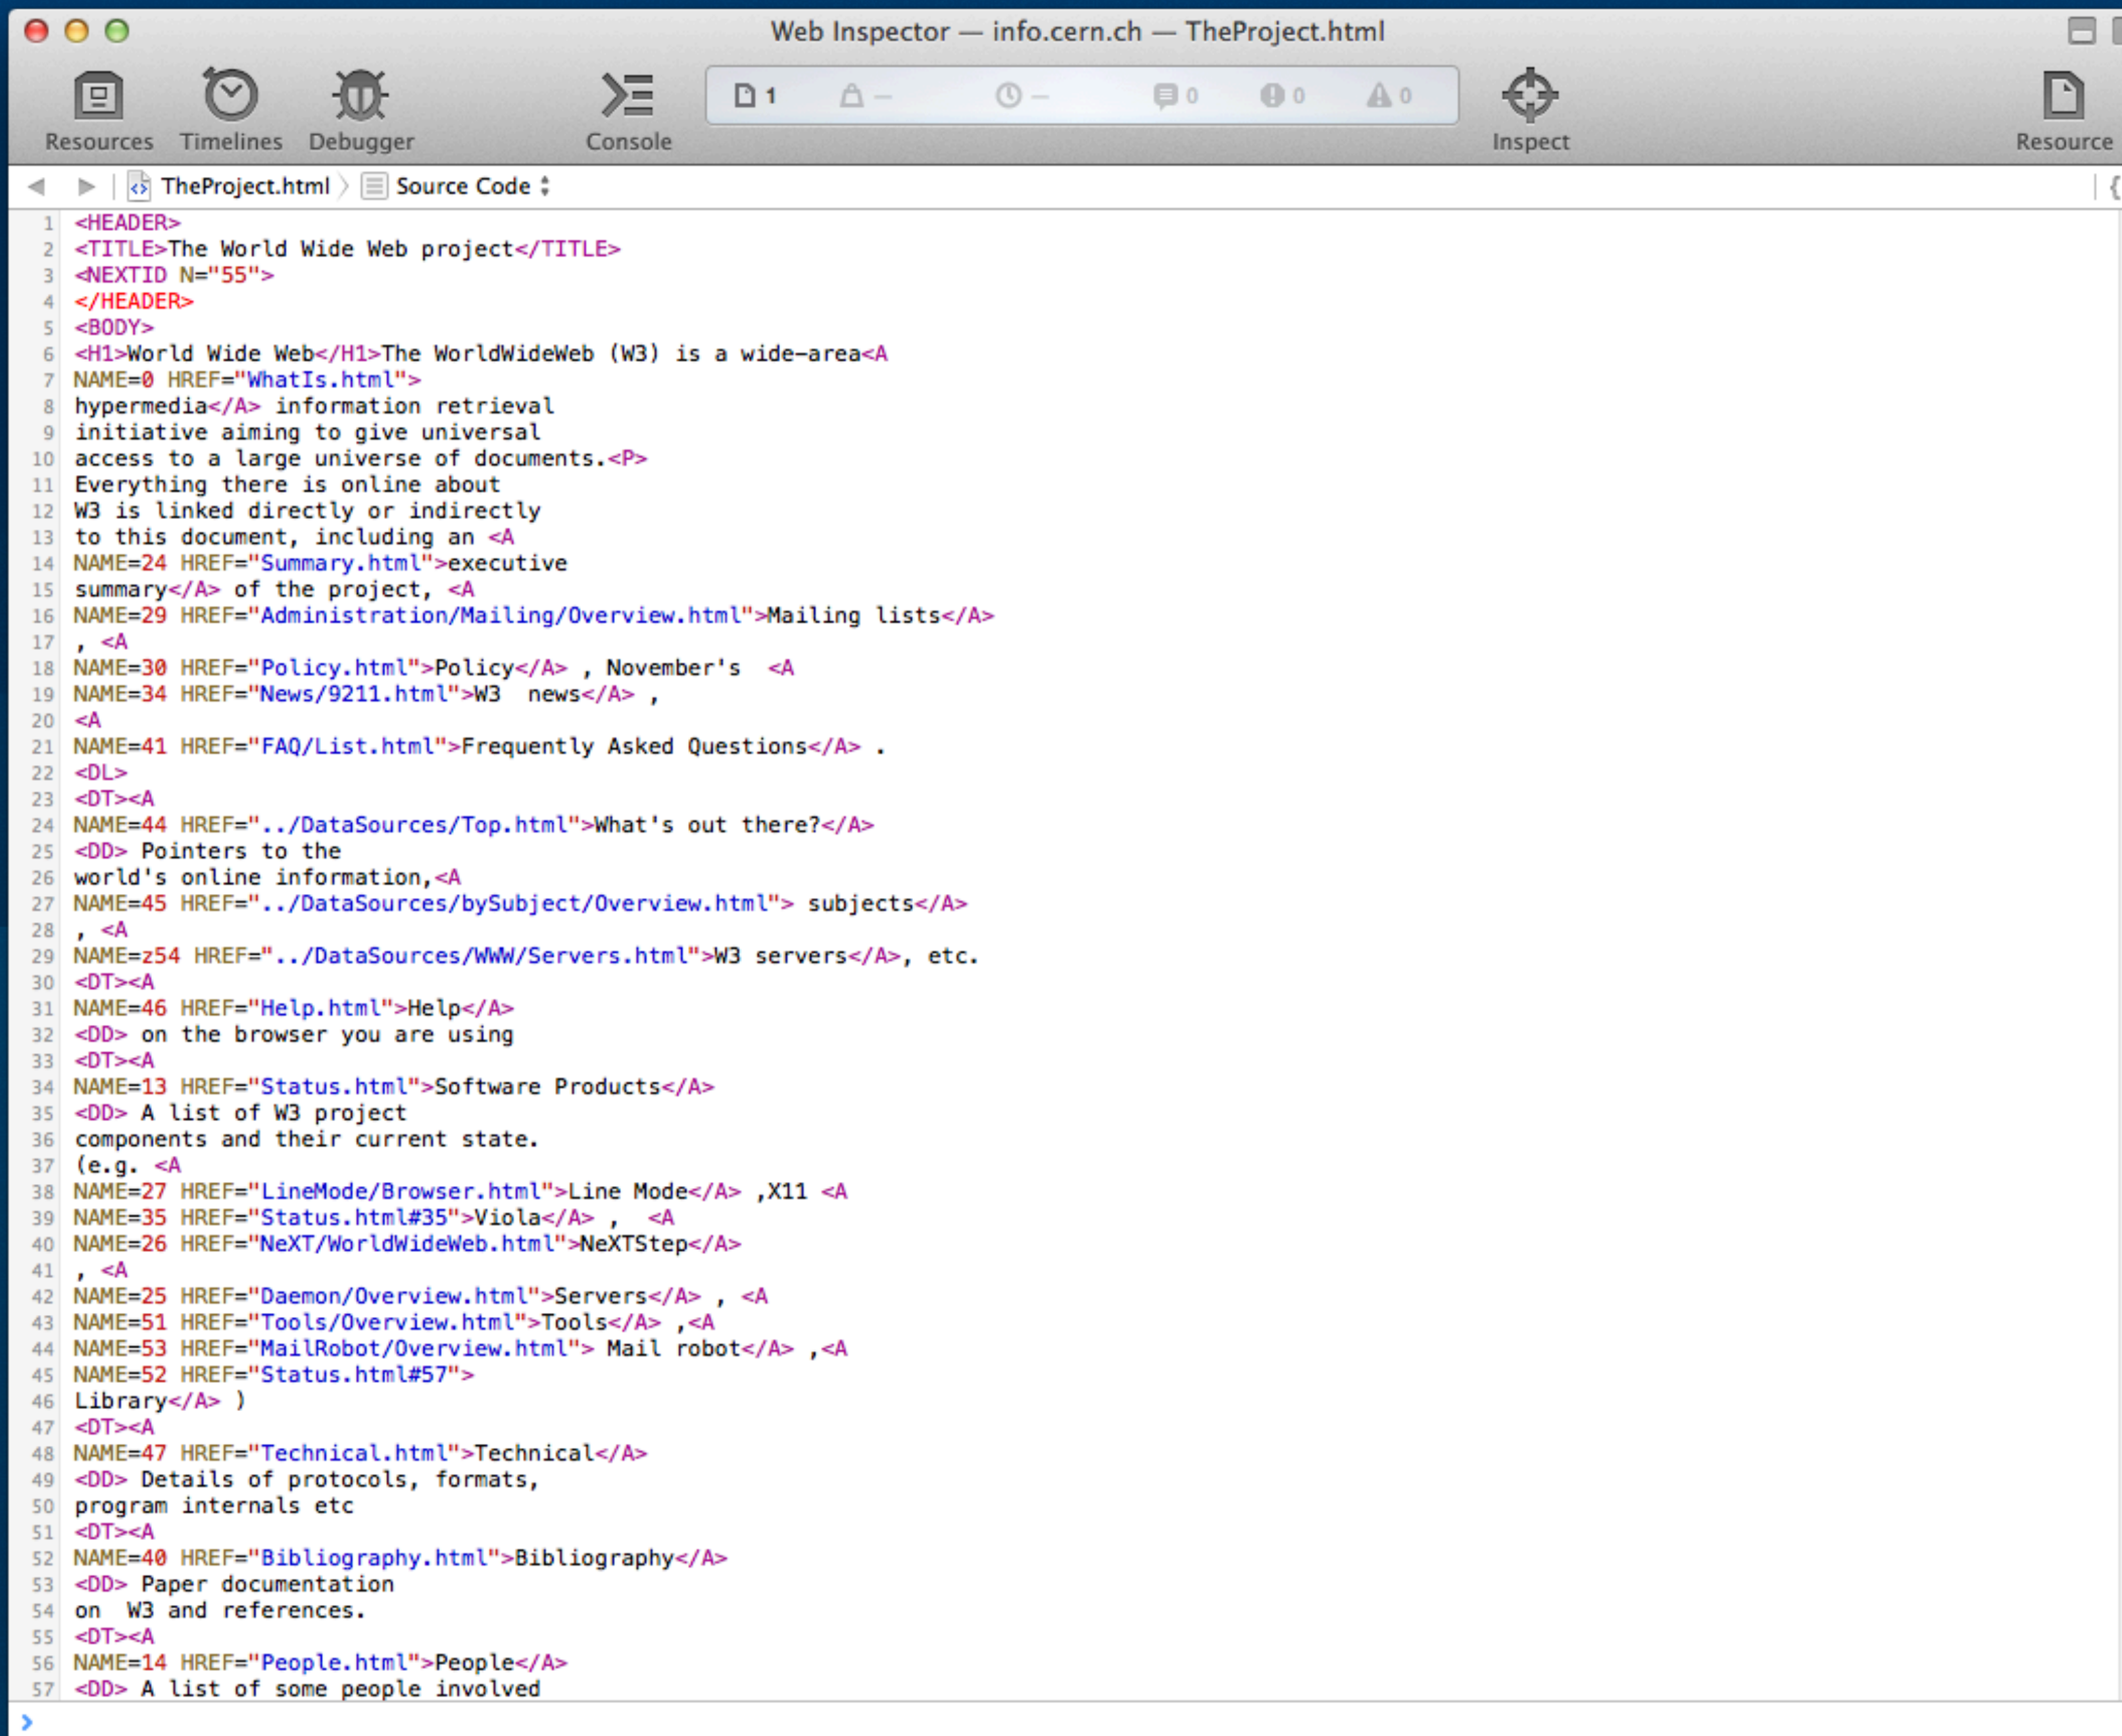 Web Inspector — info.cern.ch — TheProject.html
1 — — 0 0 0
Resources Timelines Debugger Console Inspect Resource
TheProject.html Source Code {
1 <HEADER>
2 <TITLE>The World Wide Web project</TITLE>
3 <NEXTID N="55">
4 </HEADER>
5 <BODY>
6 <H1>World Wide Web</H1>The WorldWideWeb (W3) is a wide-area<A
7 NAME=0 HREF="WhatIs.html">
8 hypermedia</A> information retrieval
9 initiative aiming to give universal
10 access to a large universe of documents.<P>
11 Everything there is online about
12 W3 is linked directly or indirectly
13 to this document, including an <A
14 NAME=24 HREF="Summary.html">executive
15 summary</A> of the project, <A
16 NAME=29 HREF="Administration/Mailing/Overview.html">Mailing lists</A>
17 , <A
18 NAME=30 HREF="Policy.html">Policy</A> , November's  <A
19 NAME=34 HREF="News/9211.html">W3  news</A> ,
20 <A
21 NAME=41 HREF="FAQ/List.html">Frequently Asked Questions</A> .
22 <DL>
23 <DT><A
24 NAME=44 HREF="../DataSources/Top.html">What's out there?</A>
25 <DD> Pointers to the
26 world's online information,<A
27 NAME=45 HREF="../DataSources/bySubject/Overview.html"> subjects</A>
28 , <A
29 NAME=z54 HREF="../DataSources/WWW/Servers.html">W3 servers</A>, etc.
30 <DT><A
31 NAME=46 HREF="Help.html">Help</A>
32 <DD> on the browser you are using
33 <DT><A
34 NAME=13 HREF="Status.html">Software Products</A>
35 <DD> A list of W3 project
36 components and their current state.
37 (e.g. <A
38 NAME=27 HREF="LineMode/Browser.html">Line Mode</A> ,X11 <A
39 NAME=35 HREF="Status.html#35">Viola</A> ,  <A
40 NAME=26 HREF="NeXT/WorldWideWeb.html">NeXTStep</A>
41 , <A
42 NAME=25 HREF="Daemon/Overview.html">Servers</A> , <A
43 NAME=51 HREF="Tools/Overview.html">Tools</A> ,<A
44 NAME=53 HREF="MailRobot/Overview.html"> Mail robot</A> ,<A
45 NAME=52 HREF="Status.html#57">
46 Library</A> )
47 <DT><A
48 NAME=47 HREF="Technical.html">Technical</A>
49 <DD> Details of protocols, formats,
50 program internals etc
51 <DT><A
52 NAME=40 HREF="Bibliography.html">Bibliography</A>
53 <DD> Paper documentation
54 on  W3 and references.
55 <DT><A
56 NAME=14 HREF="People.html">People</A>
57 <DD> A list of some people involved